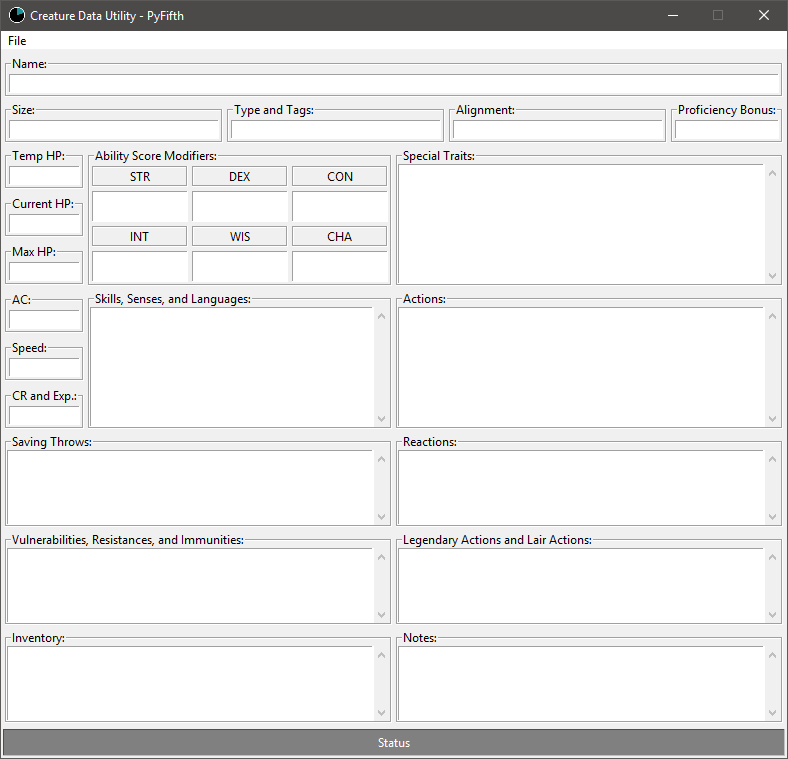 Creature Data Utility - PyFifth
File
Name:
Size: Type and Tags: Alignment: Proficiency Bonus:
Temp HP: Ability Score Modifiers: Special Traits:
STR DEX CON
Current HP:
INT WIS CHA
Max HP:
AC: Skills, Senses, and Languages: Actions:
Speed:
CR and Exp.:
Saving Throws: Reactions:
Vulnerabilities, Resistances, and Immunities: Legendary Actions and Lair Actions:
Inventory: Notes:
Status